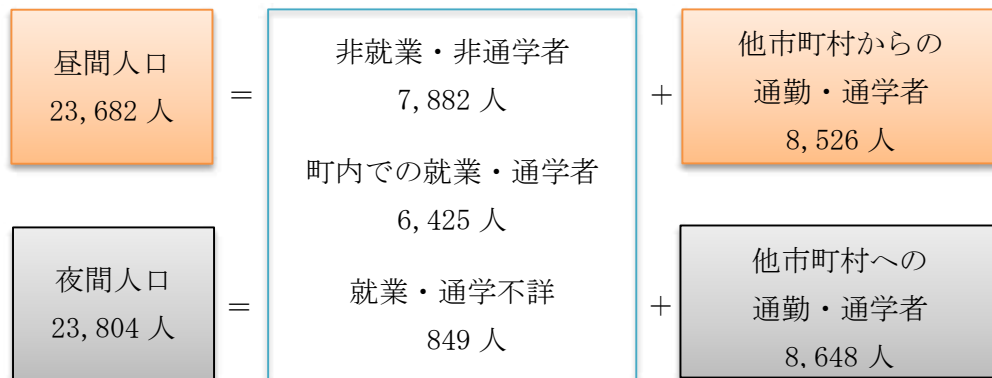 昼間人口
23,682 人
=
非就業・非通学者
7,882 人
町内での就業・通学者
6,425 人
就業・通学不詳
849 人
+
他市町村からの
通勤・通学者
8,526 人
夜間人口
23,804 人
=
+
他市町村への
通勤・通学者
8,648 人